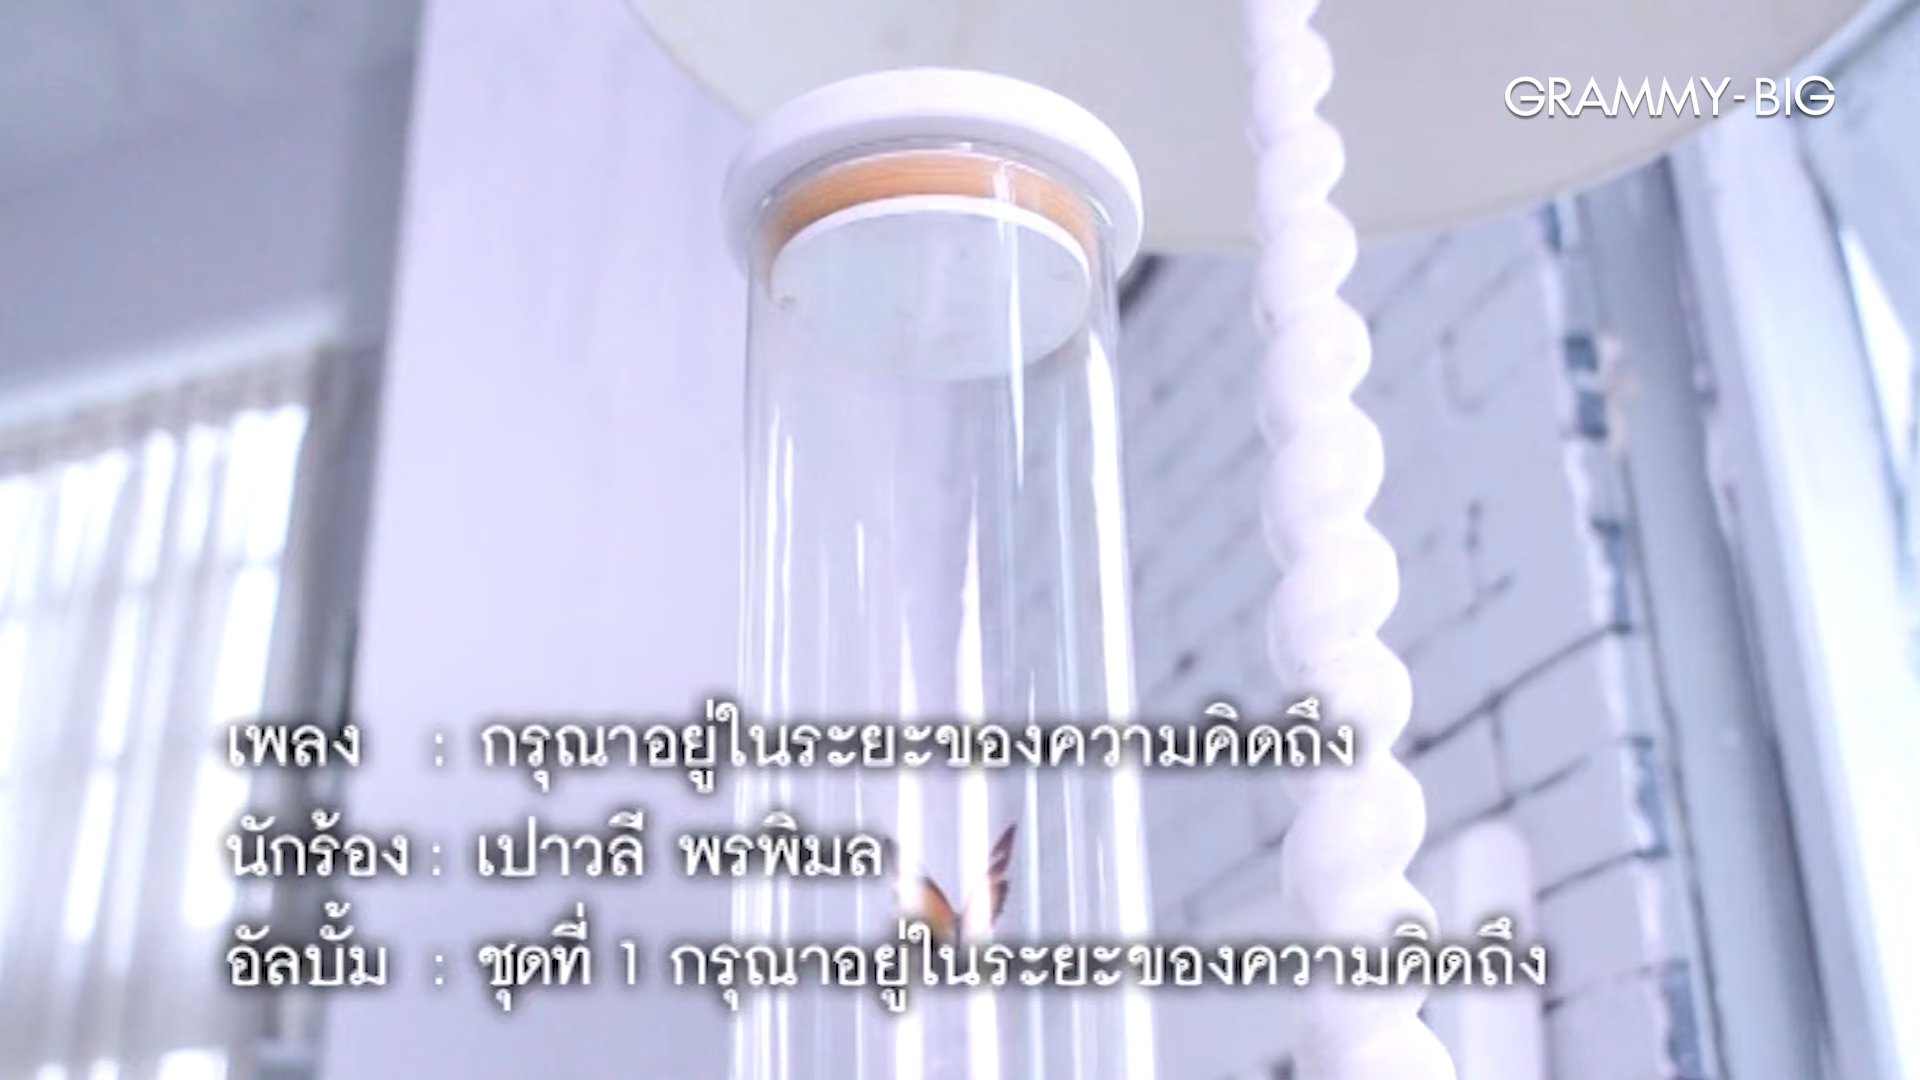 GRAMMY-BIG
เพลง : กรุณาอยู่ในระยะของความคิดถึง
นักร้อง : เปาวลี พรพิมล
อัลบั้ม : ชุดที่ 1 กรุณาอยู่ในระยะของความคิดถึง